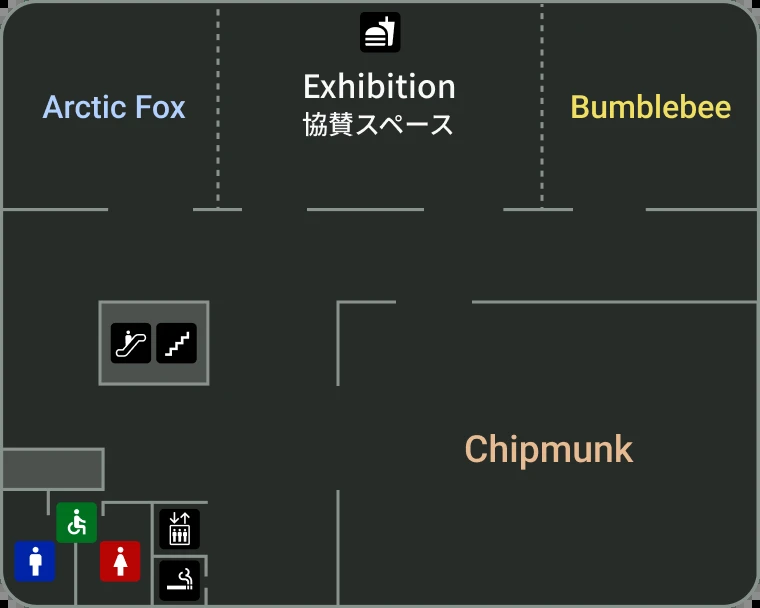 Exhibition
協賛スペース
Arctic Fox
Bumblebee
Chipmunk